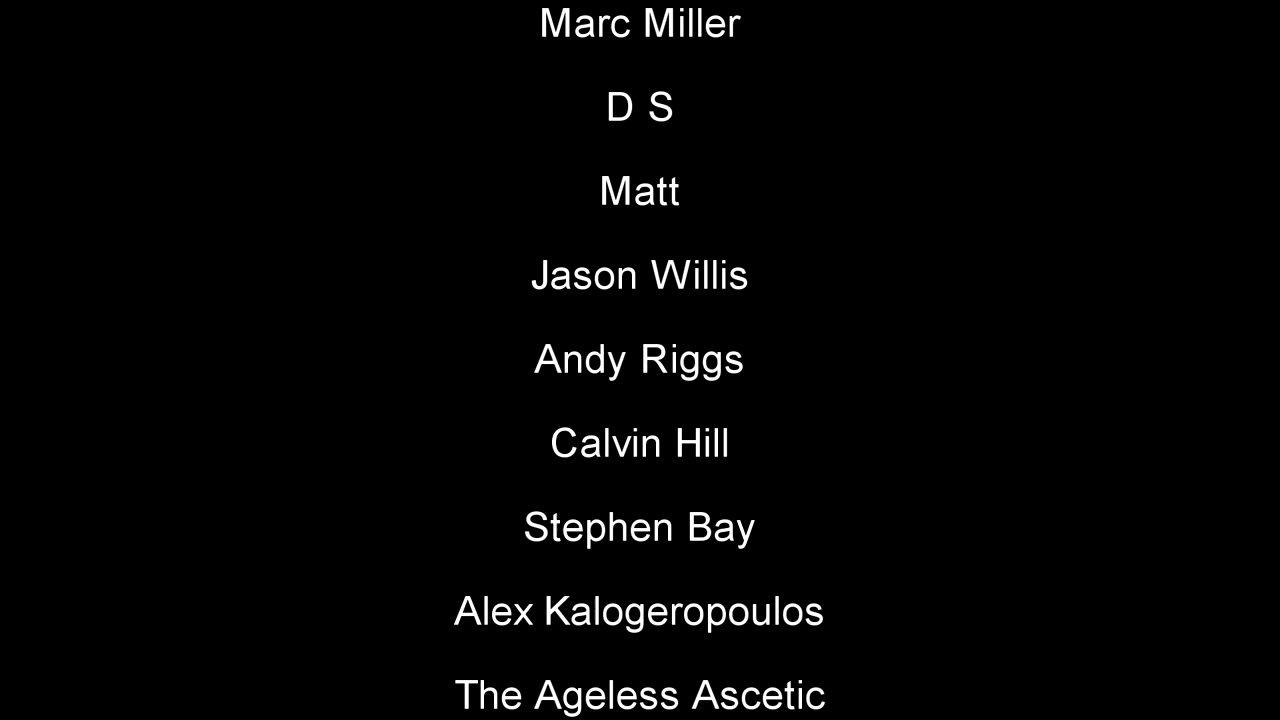 Marc Miller
D S
Matt
Jason Willis
Andy Riggs
Calvin Hill
Stephen Bay
Alex Kalogeropoulos
The Ageless Ascetic